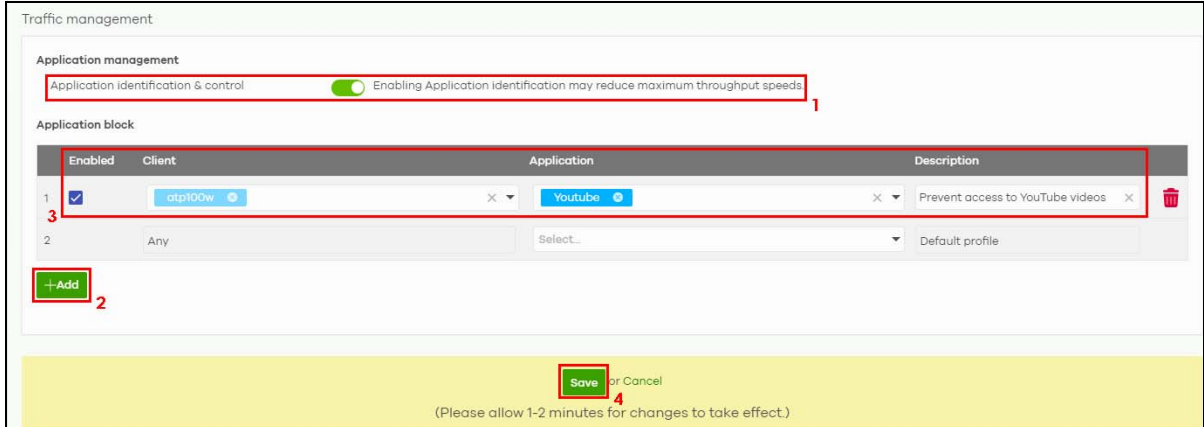 Traffic management
Application management
Application identification & control Enabling Application identification may reduce maximum throughput speeds.
1
Application block
Enabled Client Application Description
1 atp100w Youtube Prevent access to YouTube videos
3
2 Any Select... Default profile
+Add
2
Save or Cancel
4
(Please allow 1-2 minutes for changes to take effect.)